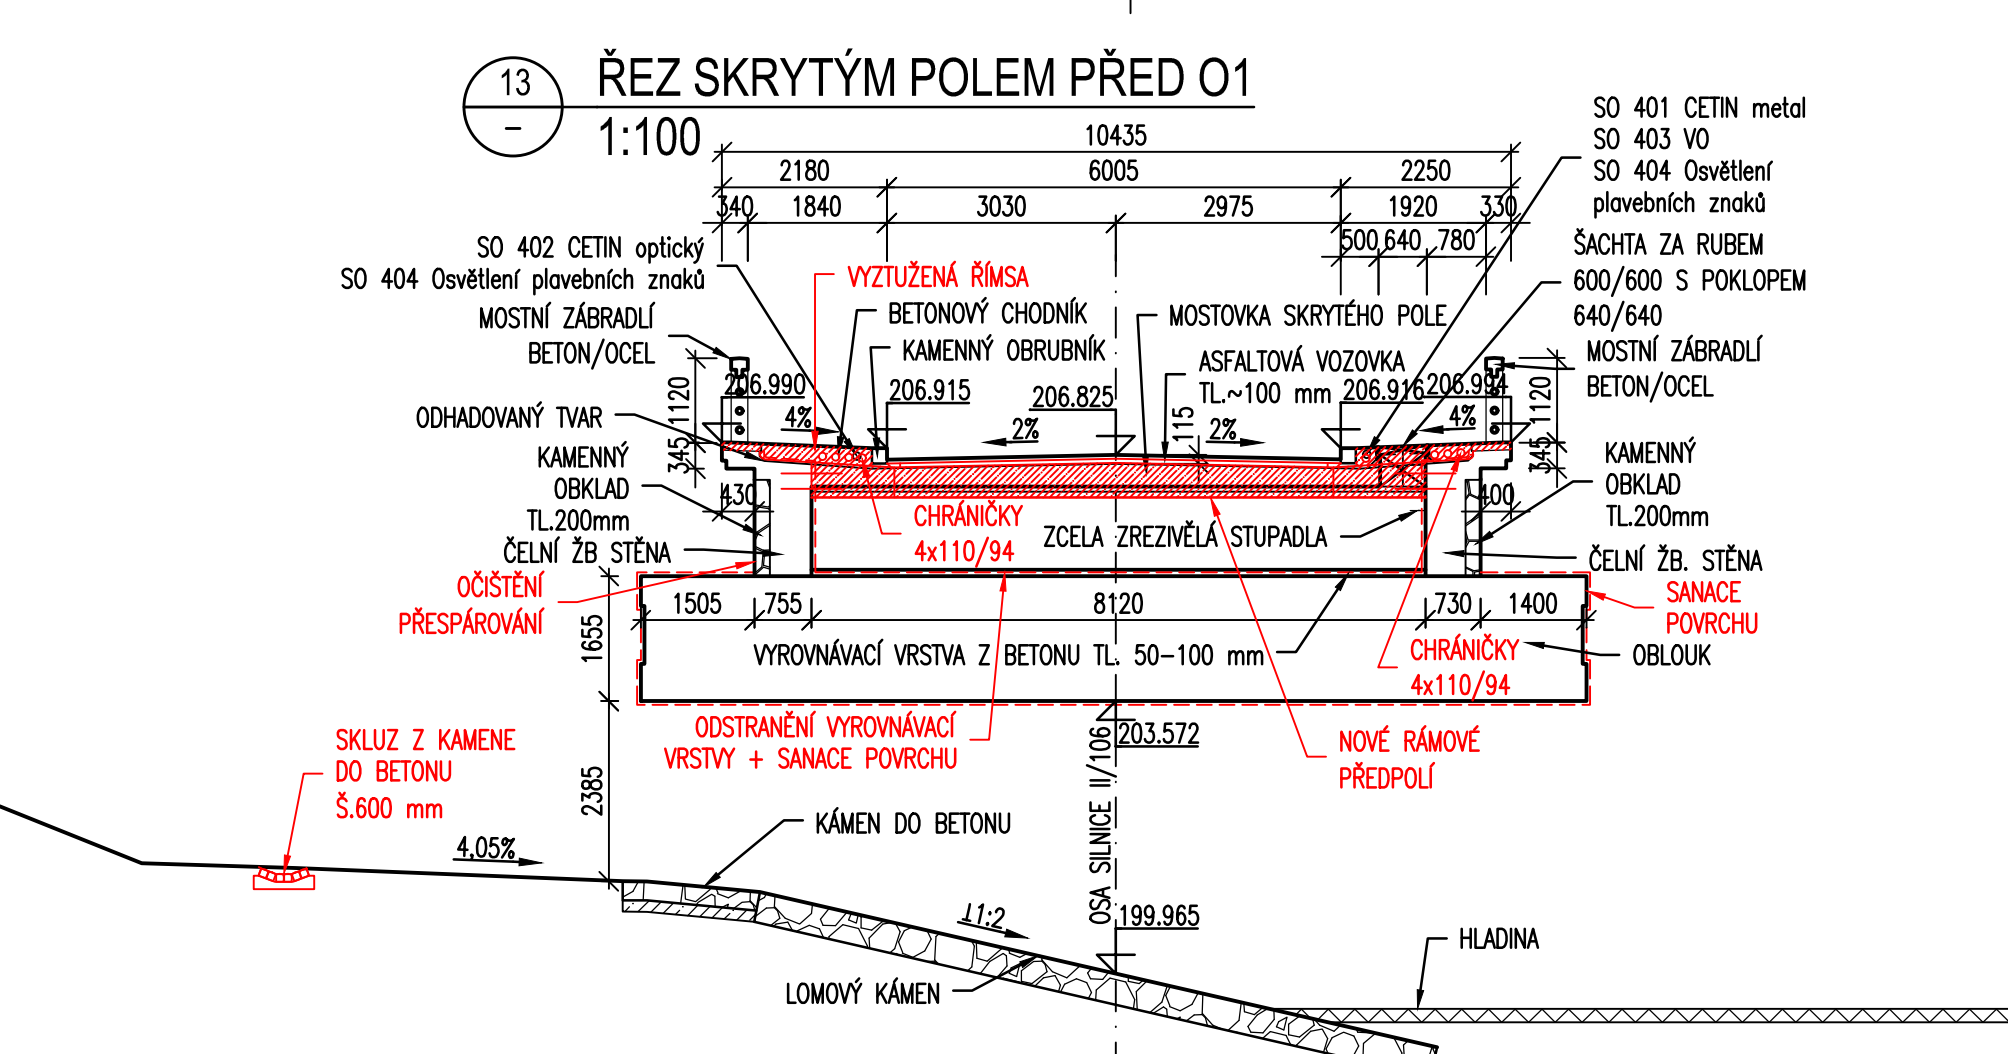 13
–
ŘEZ SKRYTÝM POLEM PŘED O1
1:100
10435
2180 6005 2250
340 1840 3030 2975 1920 330
500 640 780
SO 401 CETIN metal
SO 403 VO
SO 404 Osvětlení
plavebních znaků
SO 402 CETIN optický
SO 404 Osvětlení plavebních znaků
MOSTNÍ ZÁBRADLÍ
BETON/OCEL
VYZTUŽENÁ ŘÍMSA
BETONOVÝ CHODNÍK
KAMENNÝ OBRUBNÍK
MOSTOVKA SKRYTÉHO POLE
ASFALTOVÁ VOZOVKA
TL.~100 mm
ŠACHTA ZA RUBEM
600/600 S POKLOPEM
640/640
MOSTNÍ ZÁBRADLÍ
BETON/OCEL
206.990
206.915
206.825
206.916
206.994
1120
345
4%
2%
115
2%
4%
1120
345
ODHADOVANÝ TVAR
KAMENNÝ
OBKLAD
TL.200mm
ČELNÍ ŽB STĚNA
430
400
KAMENNÝ
OBKLAD
TL.200mm
ČELNÍ ŽB. STĚNA
CHRÁNIČKY
4x110/94
ZCELA ZREZIVĚLÁ STUPADLA
OČIŠTĚNÍ
PŘESPÁROVÁNÍ
SANACE
POVRCHU
1505 755 8120 730 1400
1655
VYROVNÁVACÍ VRSTVA Z BETONU TL. 50-100 mm
CHRÁNIČKY
4x110/94
OBLOUK
ODSTRANĚNÍ VYROVNÁVACÍ
VRSTVY + SANACE POVRCHU
203.572
NOVÉ RÁMOVÉ
PŘEDPOLÍ
SKLUZ Z KAMENE
DO BETONU
Š.600 mm
2385
OSA SILNICE II/106
4,05%
KÁMEN DO BETONU
11:2
199.965
HLADINA
LOMOVÝ KÁMEN